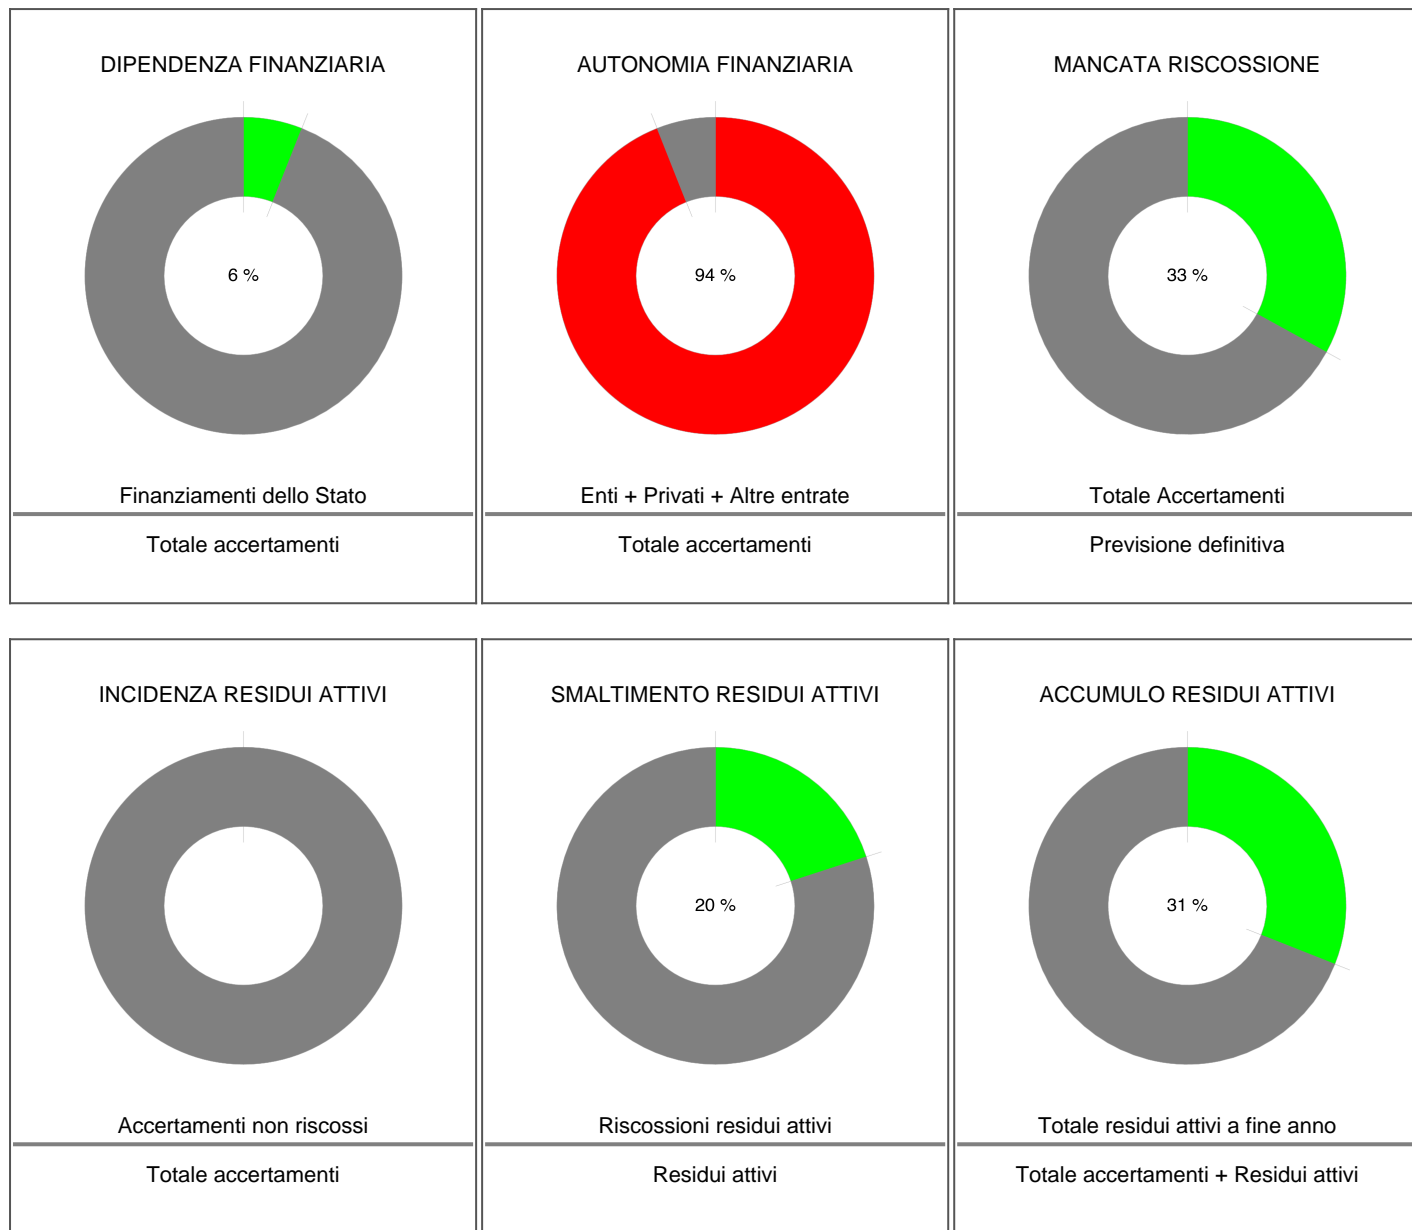 DIPENDENZA FINANZIARIA
6 %
Finanziamenti dello Stato
Totale accertamenti
AUTONOMIA FINANZIARIA
94 %
Enti + Privati + Altre entrate
Totale accertamenti
MANCATA RISCOSSIONE
33 %
Totale Accertamenti
Previsione definitiva
INCIDENZA RESIDUI ATTIVI
Accertamenti non riscossi
Totale accertamenti
SMALTIMENTO RESIDUI ATTIVI
20 %
Riscossioni residui attivi
Residui attivi
ACCUMULO RESIDUI ATTIVI
31 %
Totale residui attivi a fine anno
Totale accertamenti + Residui attivi